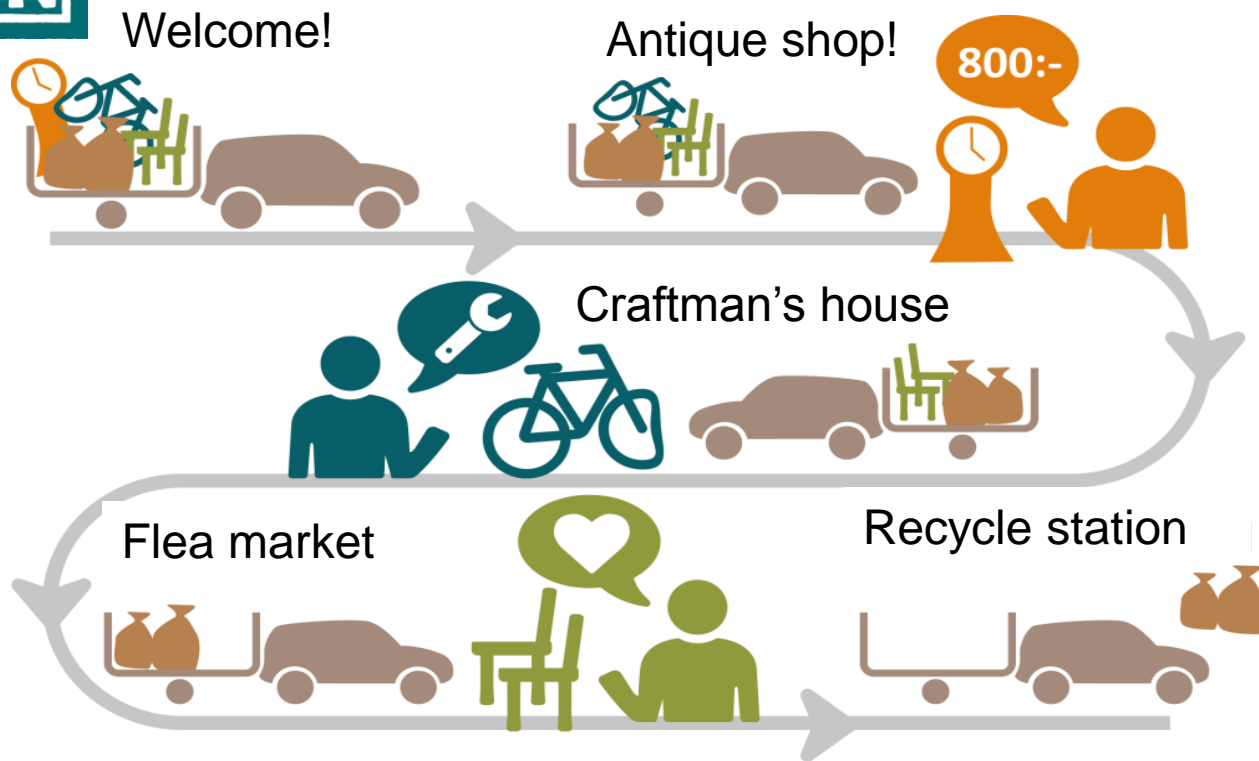 Welcome!
Antique shop!
800:-
Craftman's house
Flea market
Recycle station